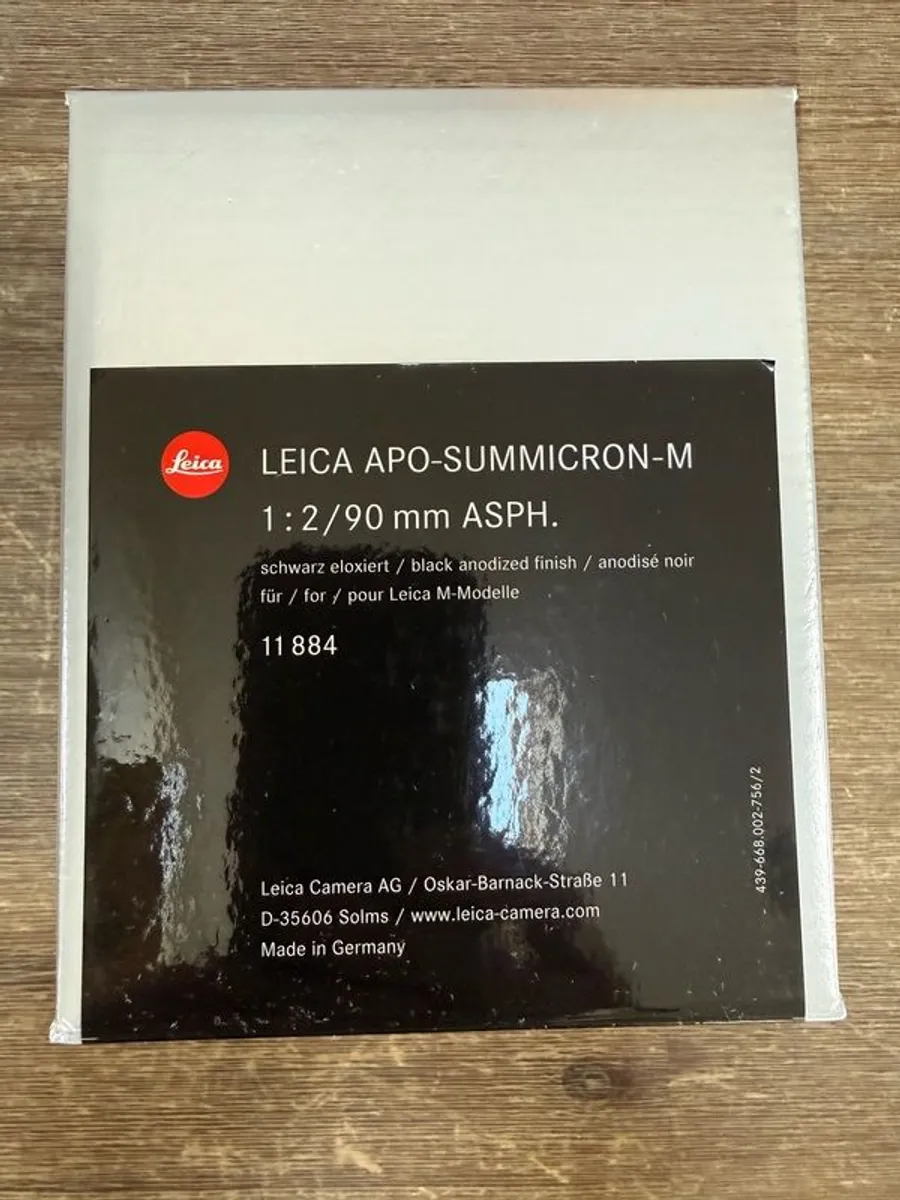 Leica
LEICA APO-SUMMICRON-M
1:2/90 mm ASPH.
schwarz eloxiert / black anodized finish / anodisé noir
für / for / pour Leica M-Modelle
11 884
439-668.002-756/2
Leica Camera AG / Oskar-Barnack-Straße 11
D-35606 Solms / www.leica-camera.com
Made in Germany